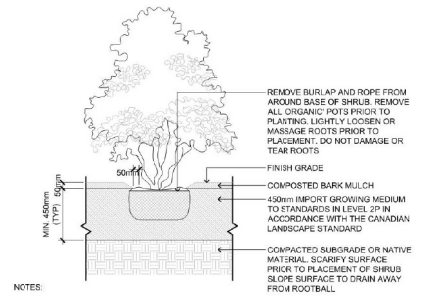 REMOVE BURLAP AND ROPE FROM
AROUND BASE OF SHRUB. REMOVE
ALL ORGANIC' POTS PRIOR TO
PLANTING. LIGHTLY LOOSEN OR
MASSAGE ROOTS PRIOR TO
PLACEMENT. DO NOT DAMAGE OR
TEAR ROOTS
50mm
FINISH GRADE
COMPOSTED BARK MULCH
450mm IMPORT GROWING MEDIUM
TO STANDARDS IN LEVEL 2P IN
ACCORDANCE WITH THE CANADIAN
LANDSCAPE STANDARD
MIN. 450mm
(TYP)
50mm
COMPACTED SUBGRADE OR NATIVE
MATERIAL. SCARIFY SURFACE
PRIOR TO PLACEMENT OF SHRUB
SLOPE SURFACE TO DRAIN AWAY
FROM ROOTBALL
NOTES: